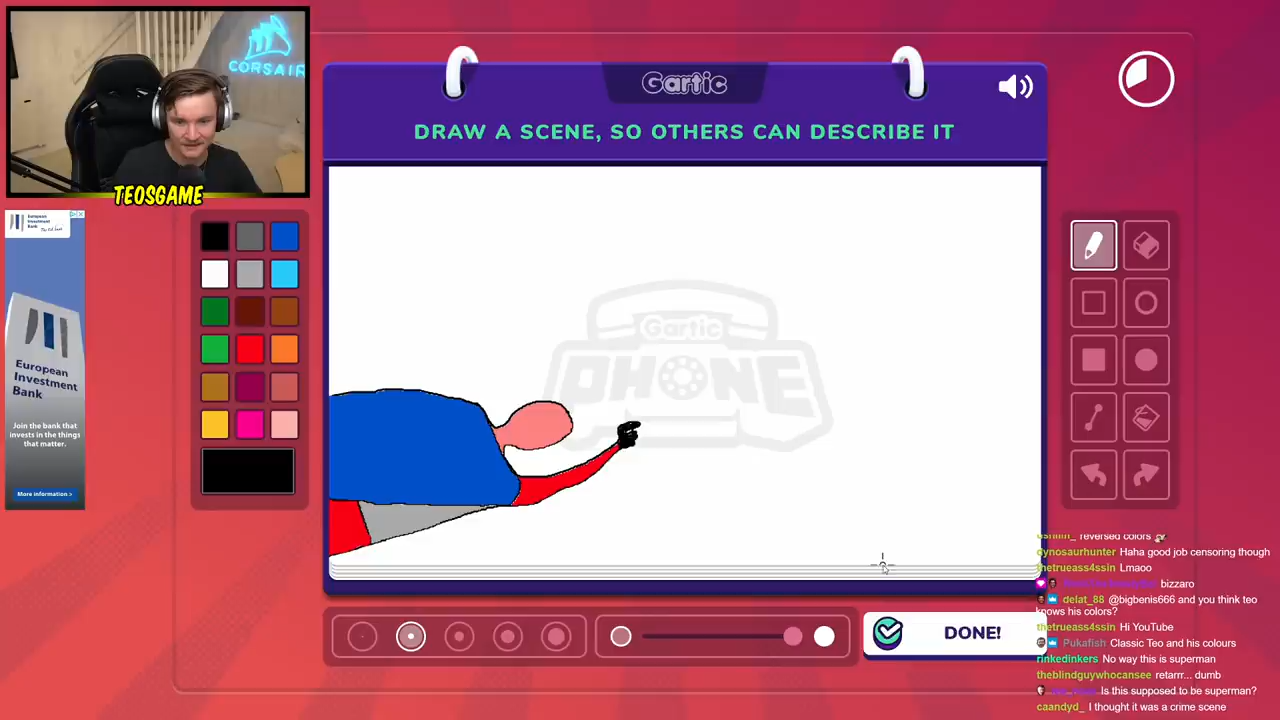 CORSAIR
TEOSGAME
Gartic
DRAW A SCENE, SO OTHERS CAN DESCRIBE IT
Gartic
PHONE
European
Investment
Bank
European
Investment
Bank
Join the bank that
invests in the things
that matter.
More information >
DONE!
reversed colors
dynosaurhunter Haha good job censoring though
thetrueass4ssin Lmaoo
bizzaro
delat_88 @bigbenis666 and you think teo
knows his colors?
thetrueass4ssin Hi YouTube
Pukafish Classic Teo and his colours
rinkedinkers No way this is superman
theblindguywhocansee retarr... dumb
Is this supposed to be superman?
caandyd_ I thought it was a crime scene